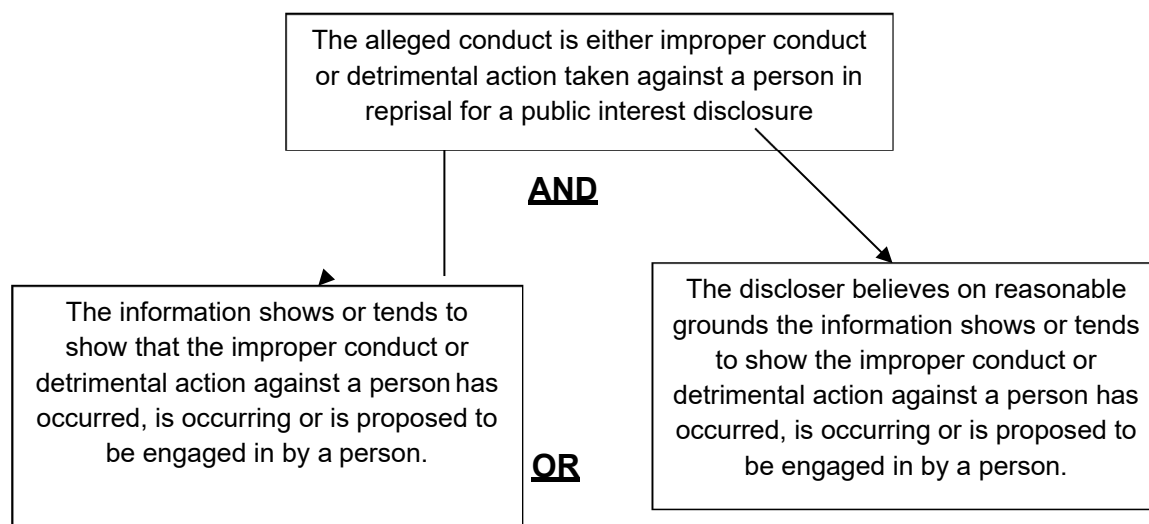 The alleged conduct is either improper conduct
or detrimental action taken against a person in
reprisal for a public interest disclosure
AND
The information shows or tends to
show that the improper conduct or
detrimental action against a person has
occurred, is occurring or is proposed to
be engaged in by a person.
OR
The discloser believes on reasonable
grounds the information shows or tends
to show the improper conduct or
detrimental action against a person has
occurred, is occurring or is proposed to
be engaged in by a person.